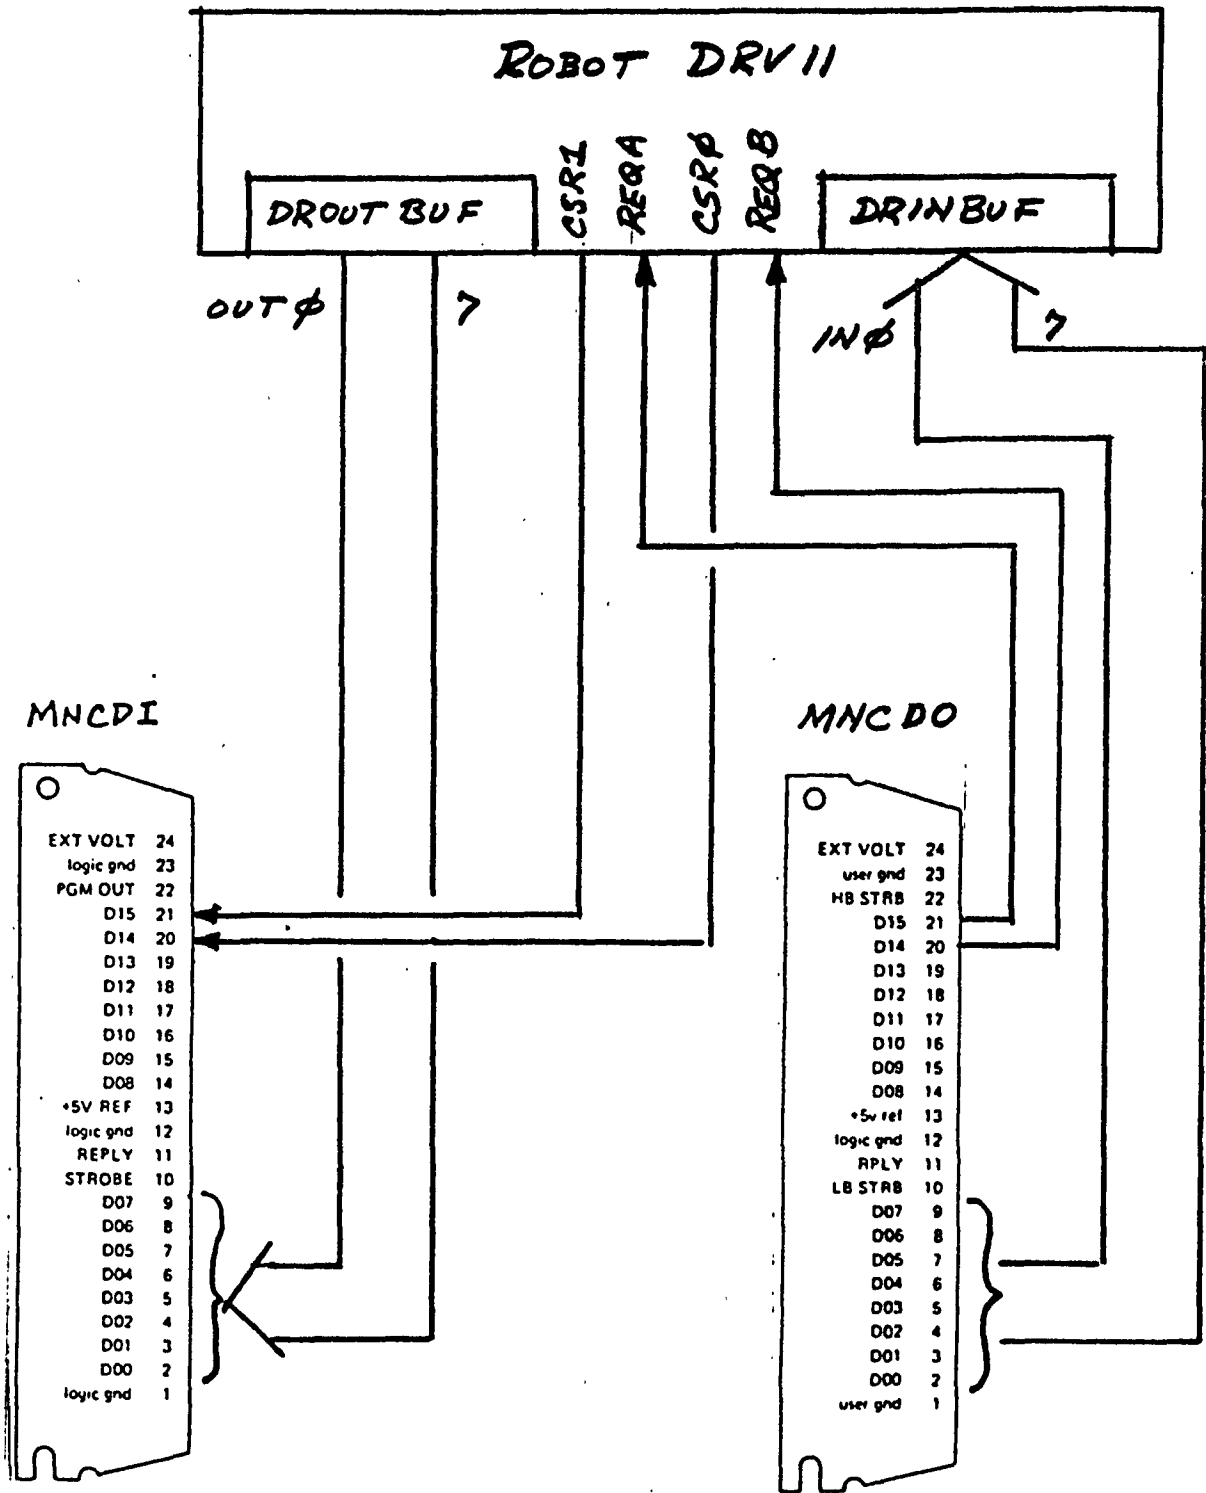 ROBOT DRV11
DROUT BUF
CSR1
REQA
CSRØ
REQB
DRINBUF
OUT Ø
7
IN Ø
7
MNCDI
EXT VOLT 24
logic gnd 23
PGM OUT 22
D15 21
D14 20
D13 19
D12 18
D11 17
D10 16
D09 15
D08 14
+5V REF 13
logic gnd 12
REPLY 11
STROBE 10
D07 9
D06 8
D05 7
D04 6
D03 5
D02 4
D01 3
D00 2
logic gnd 1
MNCDO
EXT VOLT 24
user gnd 23
HB STRB 22
D15 21
D14 20
D13 19
D12 18
D11 17
D10 16
D09 15
D08 14
+5v ref 13
logic gnd 12
RPLY 11
LB STRB 10
D07 9
D06 8
D05 7
D04 6
D03 5
D02 4
D01 3
D00 2
user gnd 1